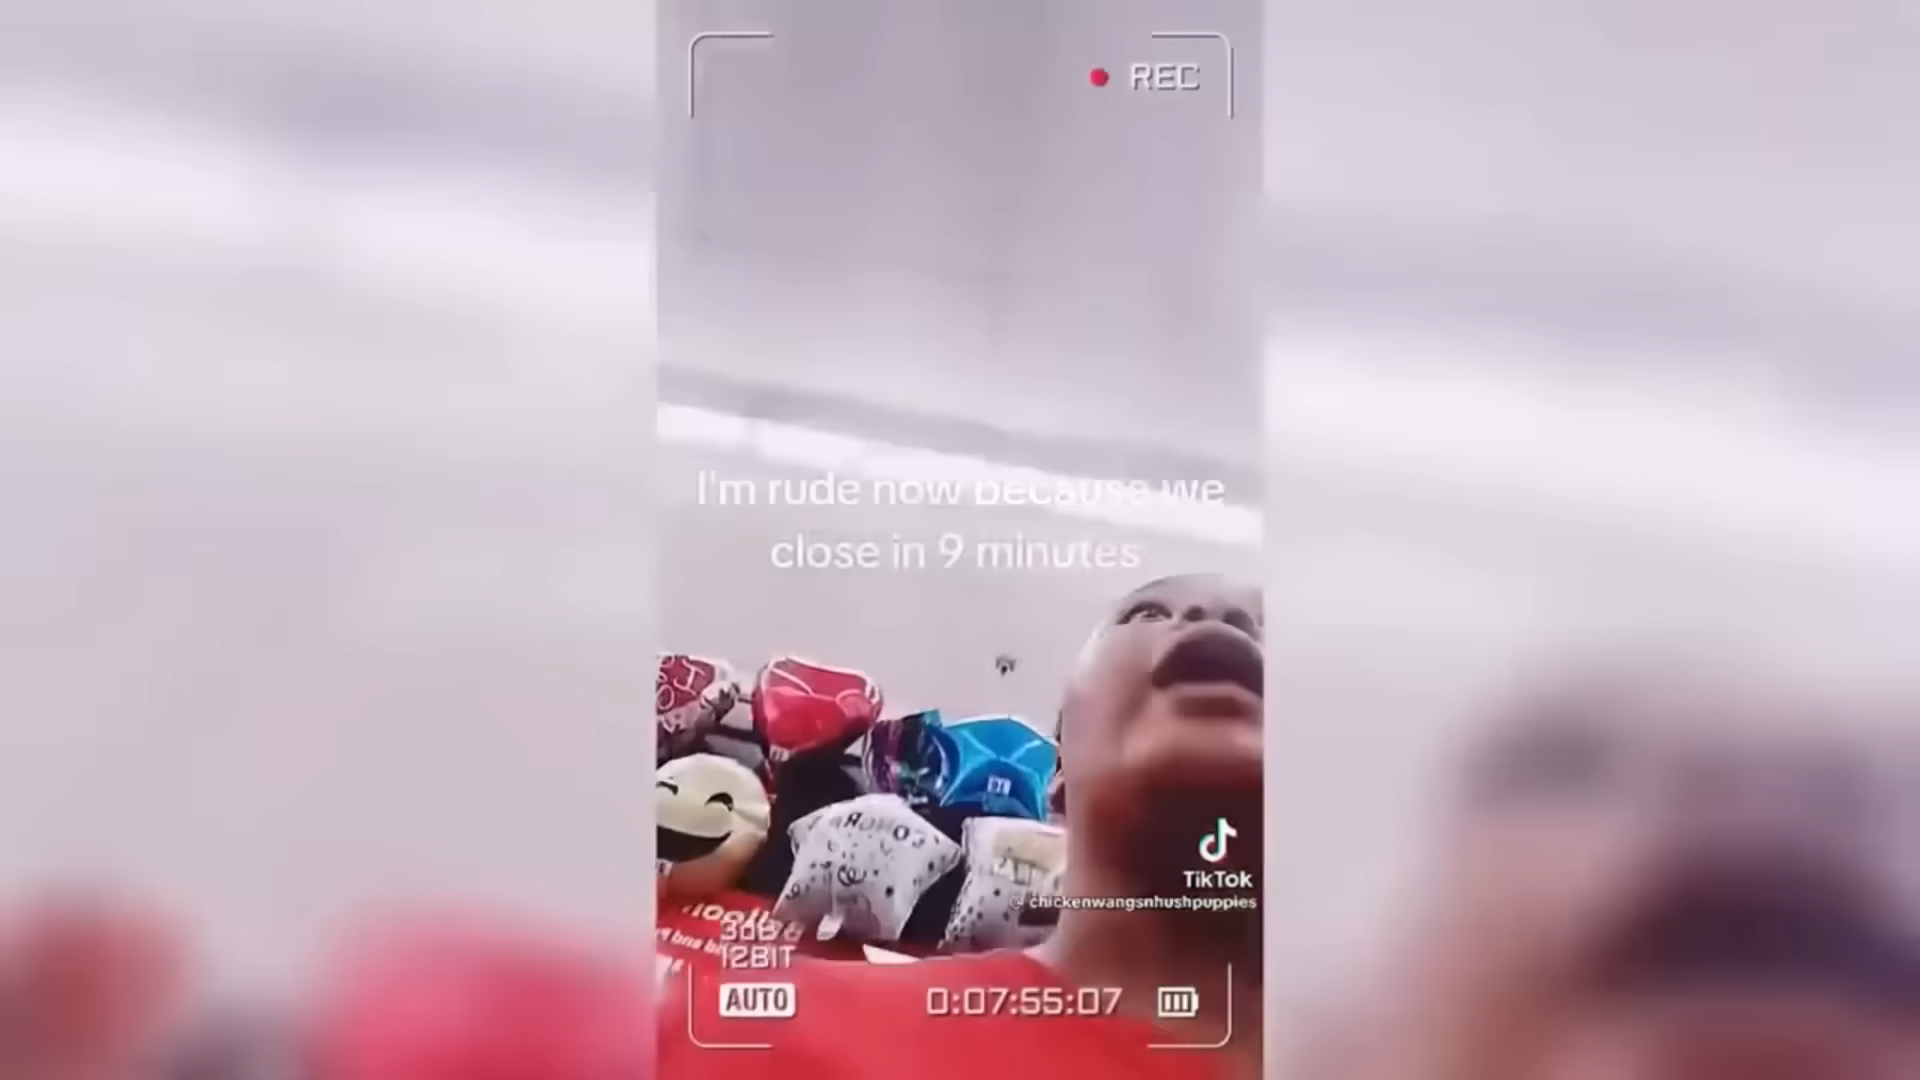 REC
I'm rude now because we
close in 9 minutes
TikTok
@chickenwangsnhushpuppies
3dB
12BIT
AUTO
0:07:55:07